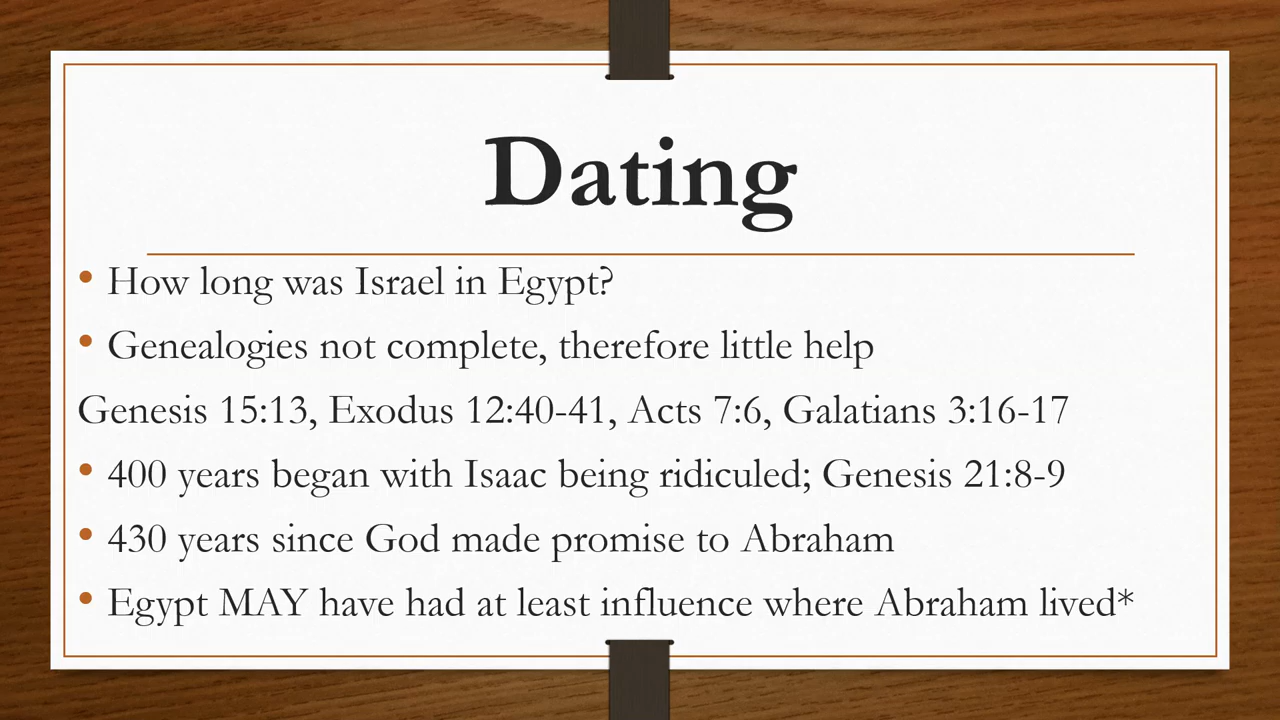 Dating
• How long was Israel in Egypt?
• Genealogies not complete, therefore little help
Genesis 15:13, Exodus 12:40-41, Acts 7:6, Galatians 3:16-17
• 400 years began with Isaac being ridiculed; Genesis 21:8-9
• 430 years since God made promise to Abraham
• Egypt MAY have had at least influence where Abraham lived*